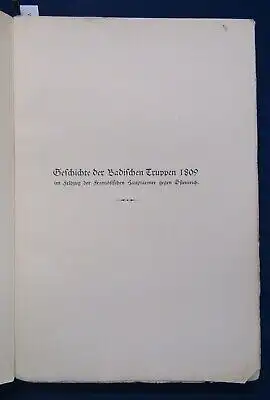 Geschichte der Badischen Truppen 1809
im Feldzug der Französischen Hauptarmee gegen Österreich.